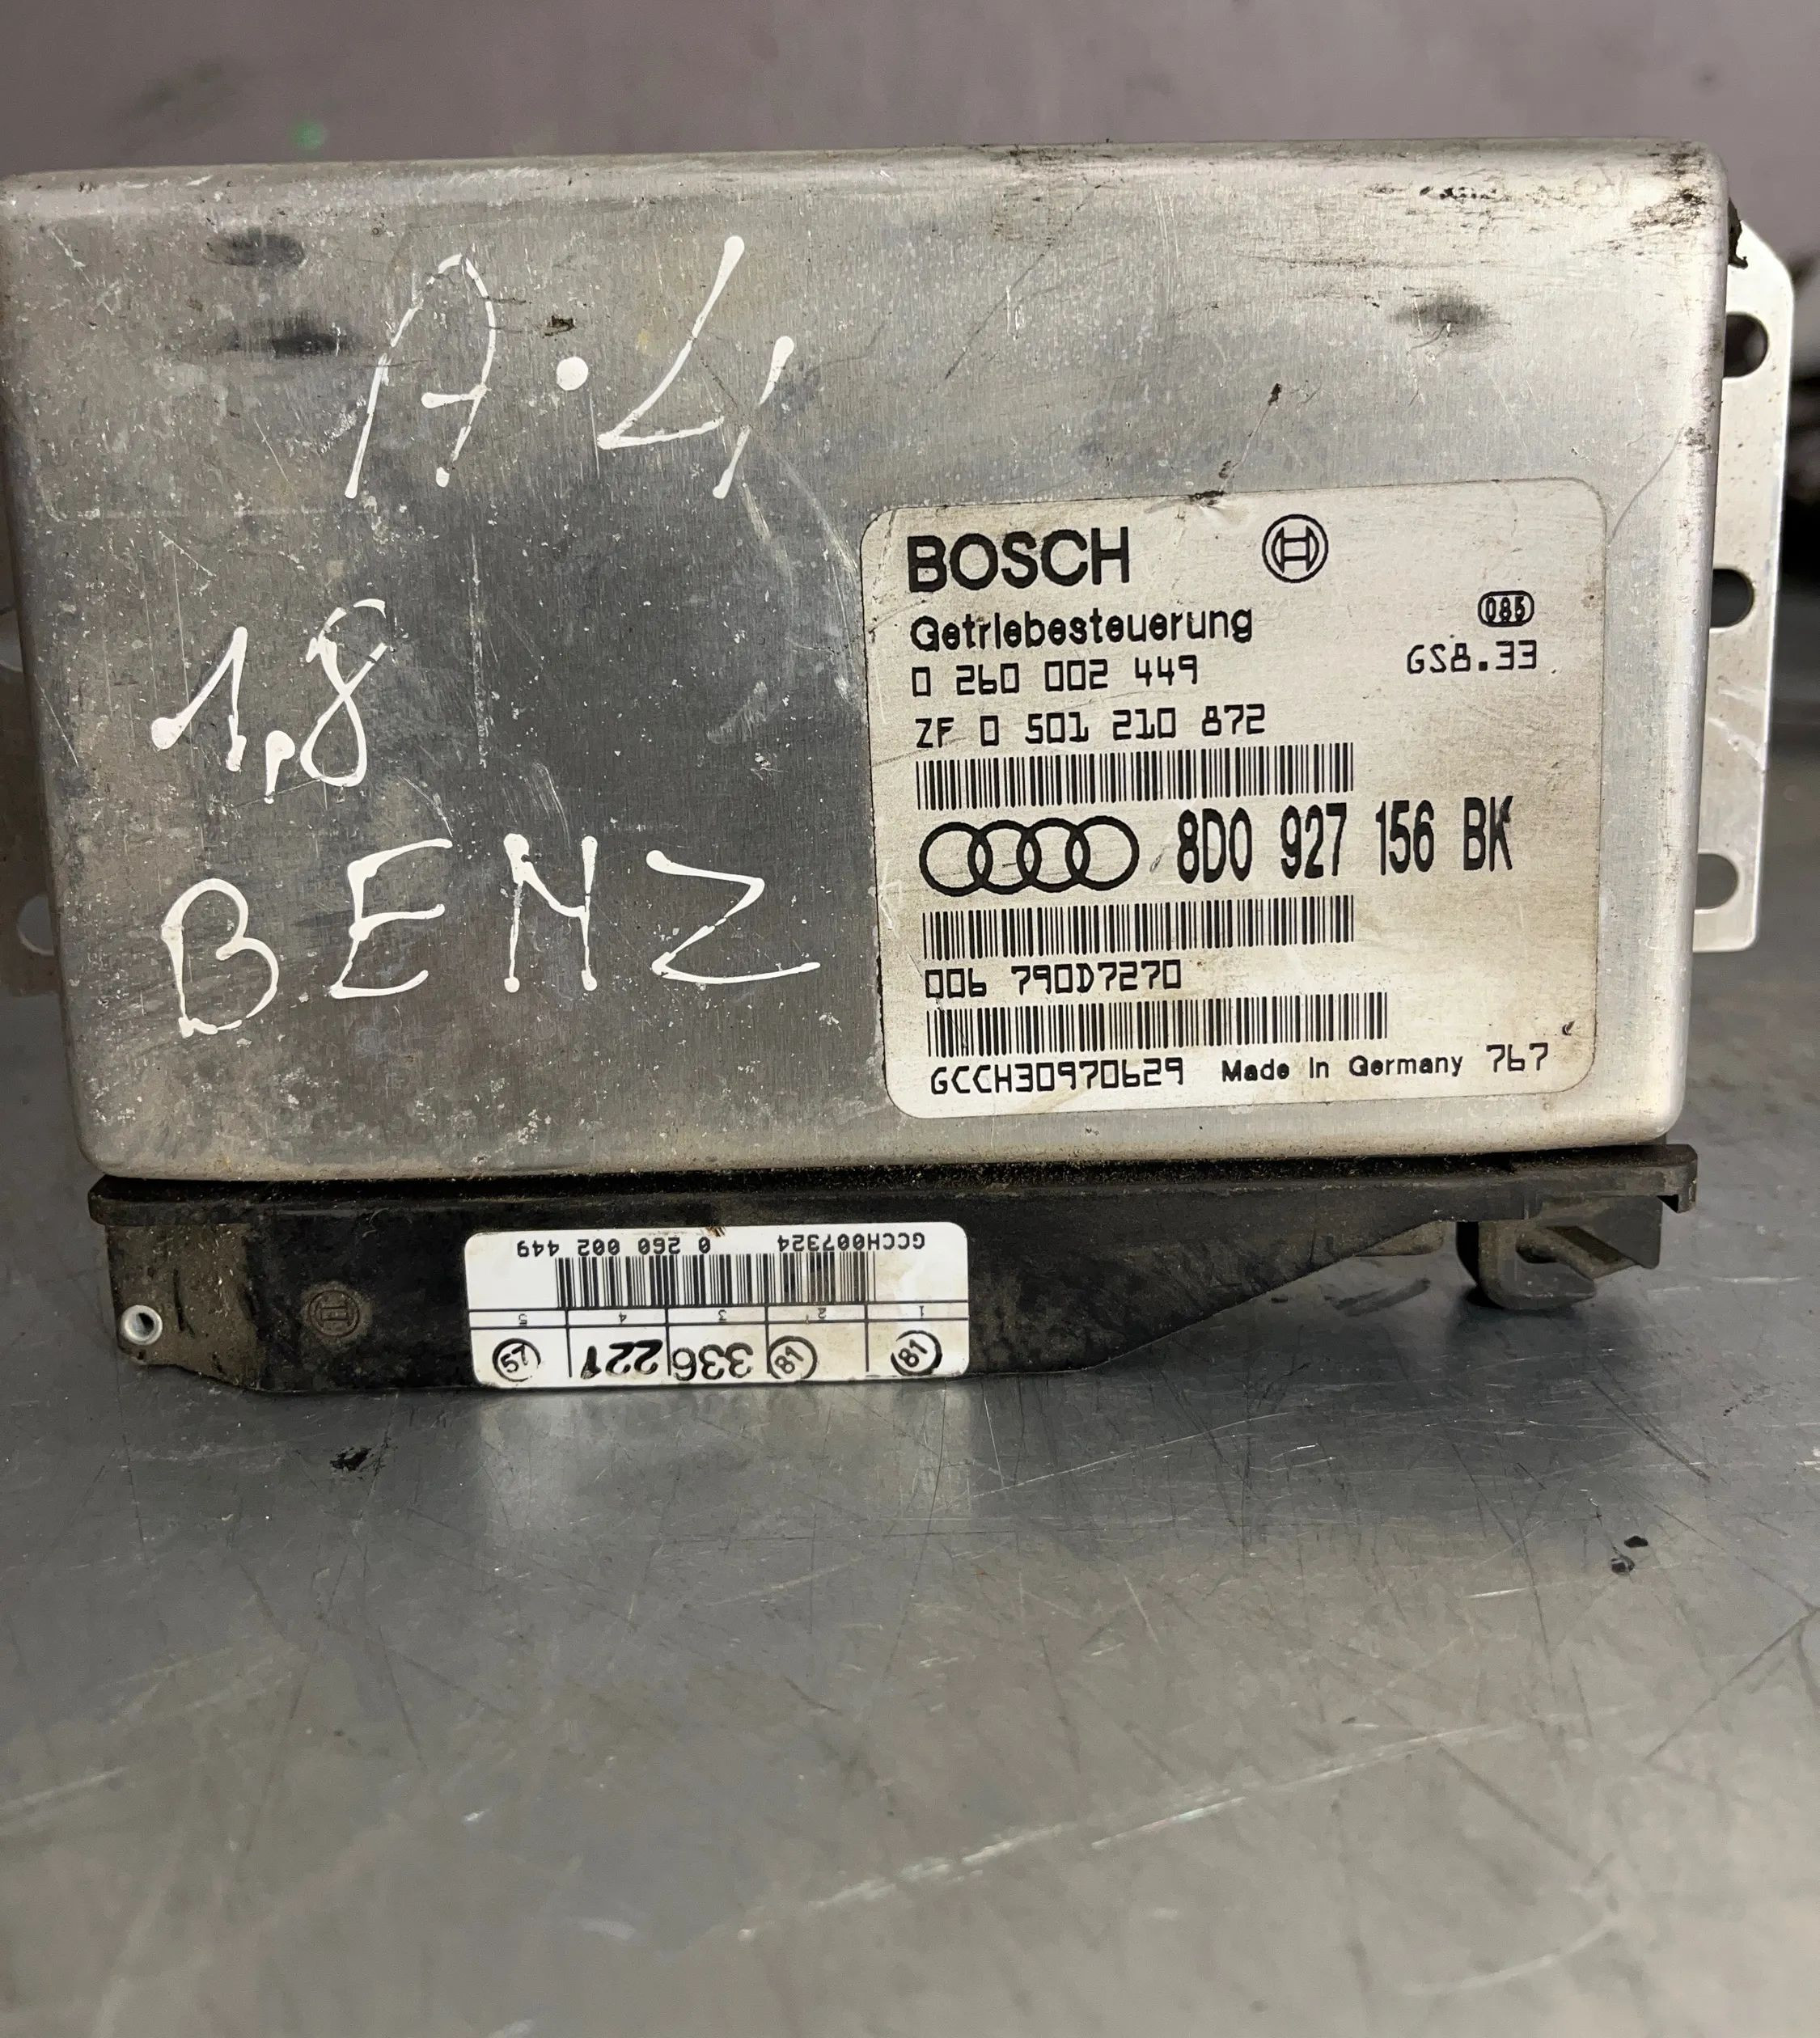 A.4
1,8
BENZ
BOSCH
Getriebesteuerung
085
0 260 002 449
GS8.33
ZF 0 501 210 872
8D0 927 156 BK
006 790D7270
GCCH30970629 Made in Germany 767
81 81 336 221 57
1 2 3 4 5
GCCH007324 0 260 002 449